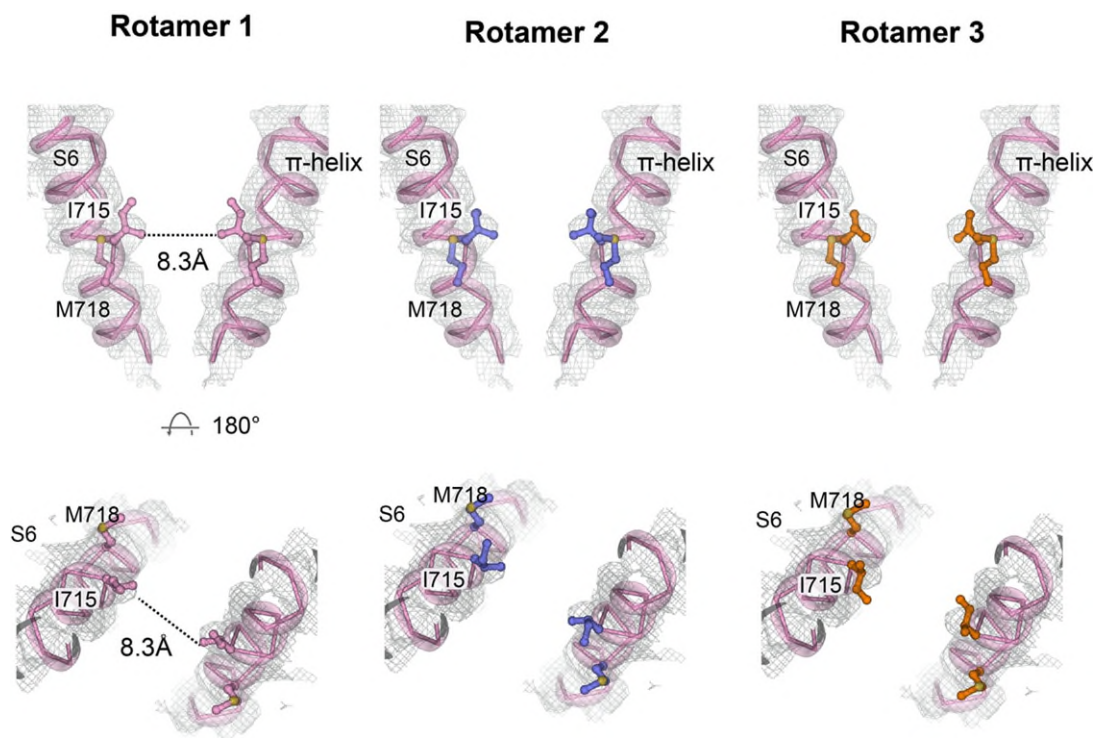 Rotamer 1
Rotamer 2
Rotamer 3
S6
π-helix
I715
8.3Å
M718
S6
π-helix
I715
M718
S6
π-helix
I715
M718
180°
M718
S6
I715
8.3Å
M718
S6
I715
M718
S6
I715